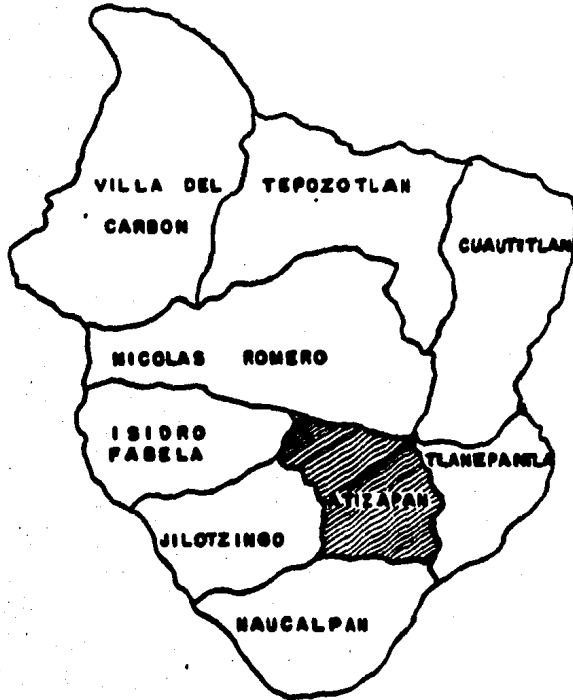 VILLA DEL
CARBON
TEPOZOTLAN
CUAUTITLAN
NICOLAS ROMERO
ISIDRO
FABELA
TLANEPANTLA
ATIZAPAN
JILOTZINGO
NAUCALPAN